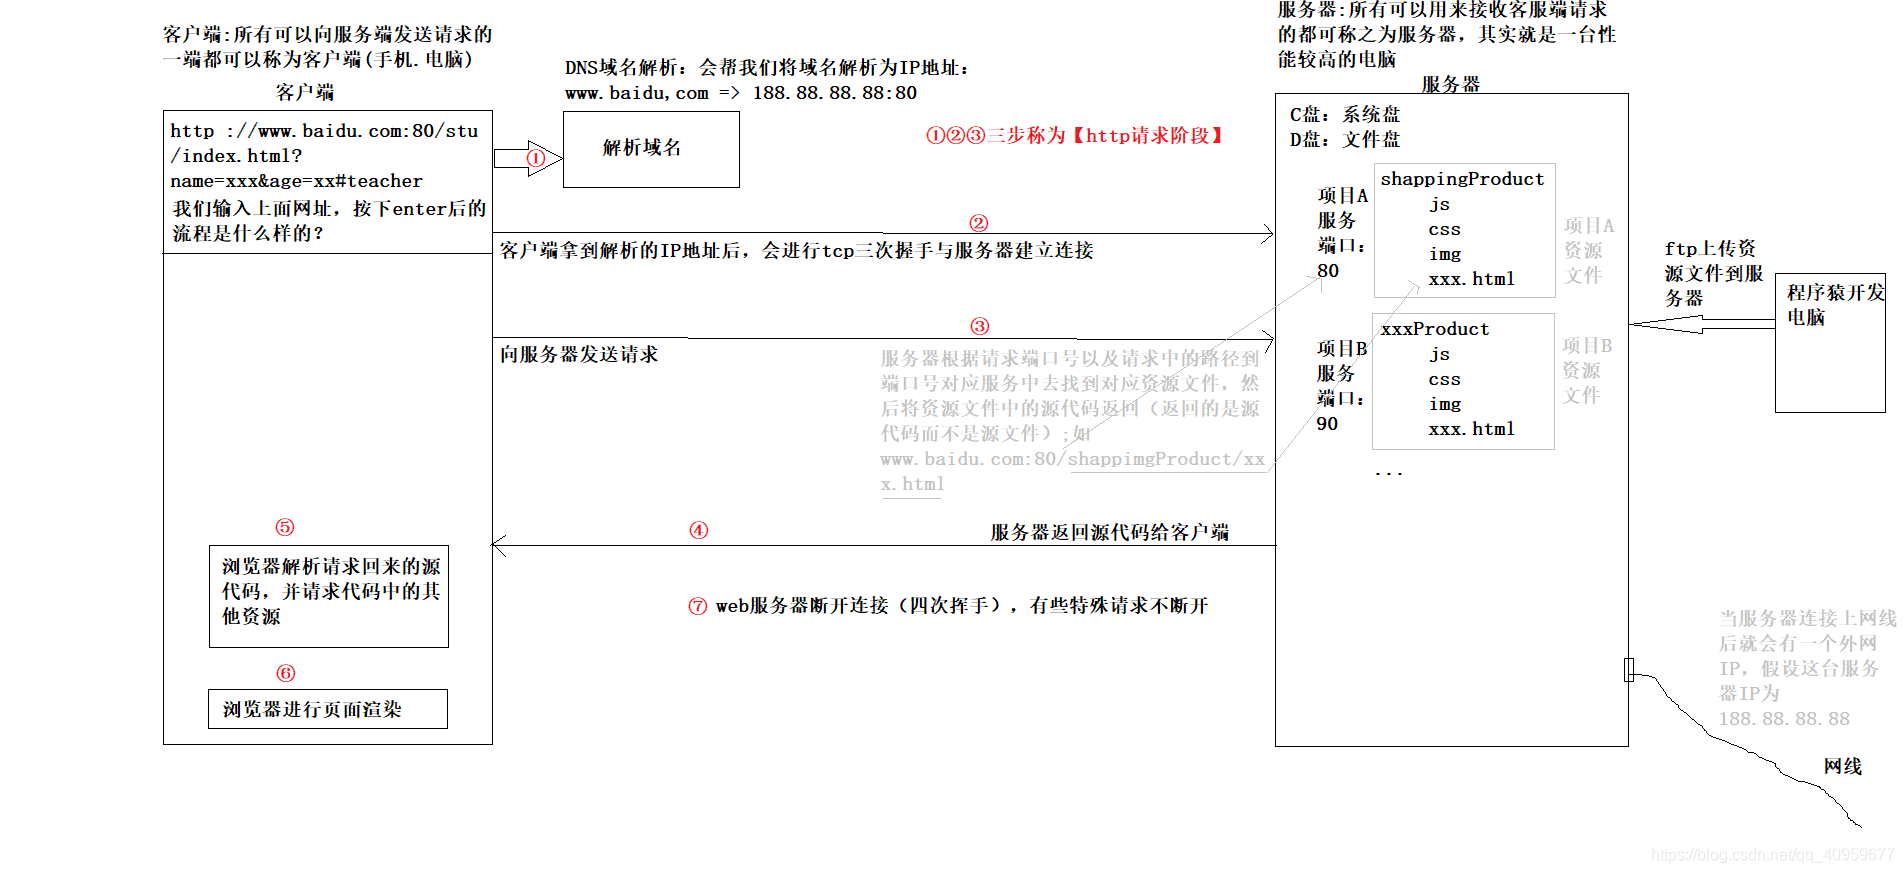 客户端:所有可以向服务端发送请求的
一端都可以称为客户端(手机.电脑)
客户端
http ://www.baidu.com:80/stu
/index.html?
name=xxx&age=xx#teacher
我们输入上面网址，按下enter后的
流程是什么样的？
①
DNS域名解析：会帮我们将域名解析为IP地址：
www.baidu,com => 188.88.88.88:80
解析域名
①②③三步称为【http请求阶段】
②
客户端拿到解析的IP地址后，会进行tcp三次握手与服务器建立连接
③
向服务器发送请求
服务器根据请求端口号以及请求中的路径到
端口号对应服务中去找到对应资源文件，然
后将资源文件中的源代码返回（返回的是源
代码而不是源文件）;如
www.baidu.com:80/shappimgProduct/xx
x.html
④
服务器返回源代码给客户端
⑤
浏览器解析请求回来的源
代码，并请求代码中的其
他资源
⑥
浏览器进行页面渲染
⑦ web服务器断开连接（四次挥手），有些特殊请求不断开
服务器:所有可以用来接收客服端请求
的都可称之为服务器，其实就是一台性
能较高的电脑
服务器
C盘：系统盘
D盘：文件盘
项目A
服务
端口：
80
shappingProduct
js
css
img
xxx.html
项目A
资源
文件
项目B
服务
端口：
90
xxxProduct
js
css
img
xxx.html
项目B
资源
文件
...
ftp上传资
源文件到服
务器
程序猿开发
电脑
当服务器连接上网线
后就会有一个外网
IP，假设这台服务
器IP为
188.88.88.88
网线
https://blog.csdn.net/qq_40959677